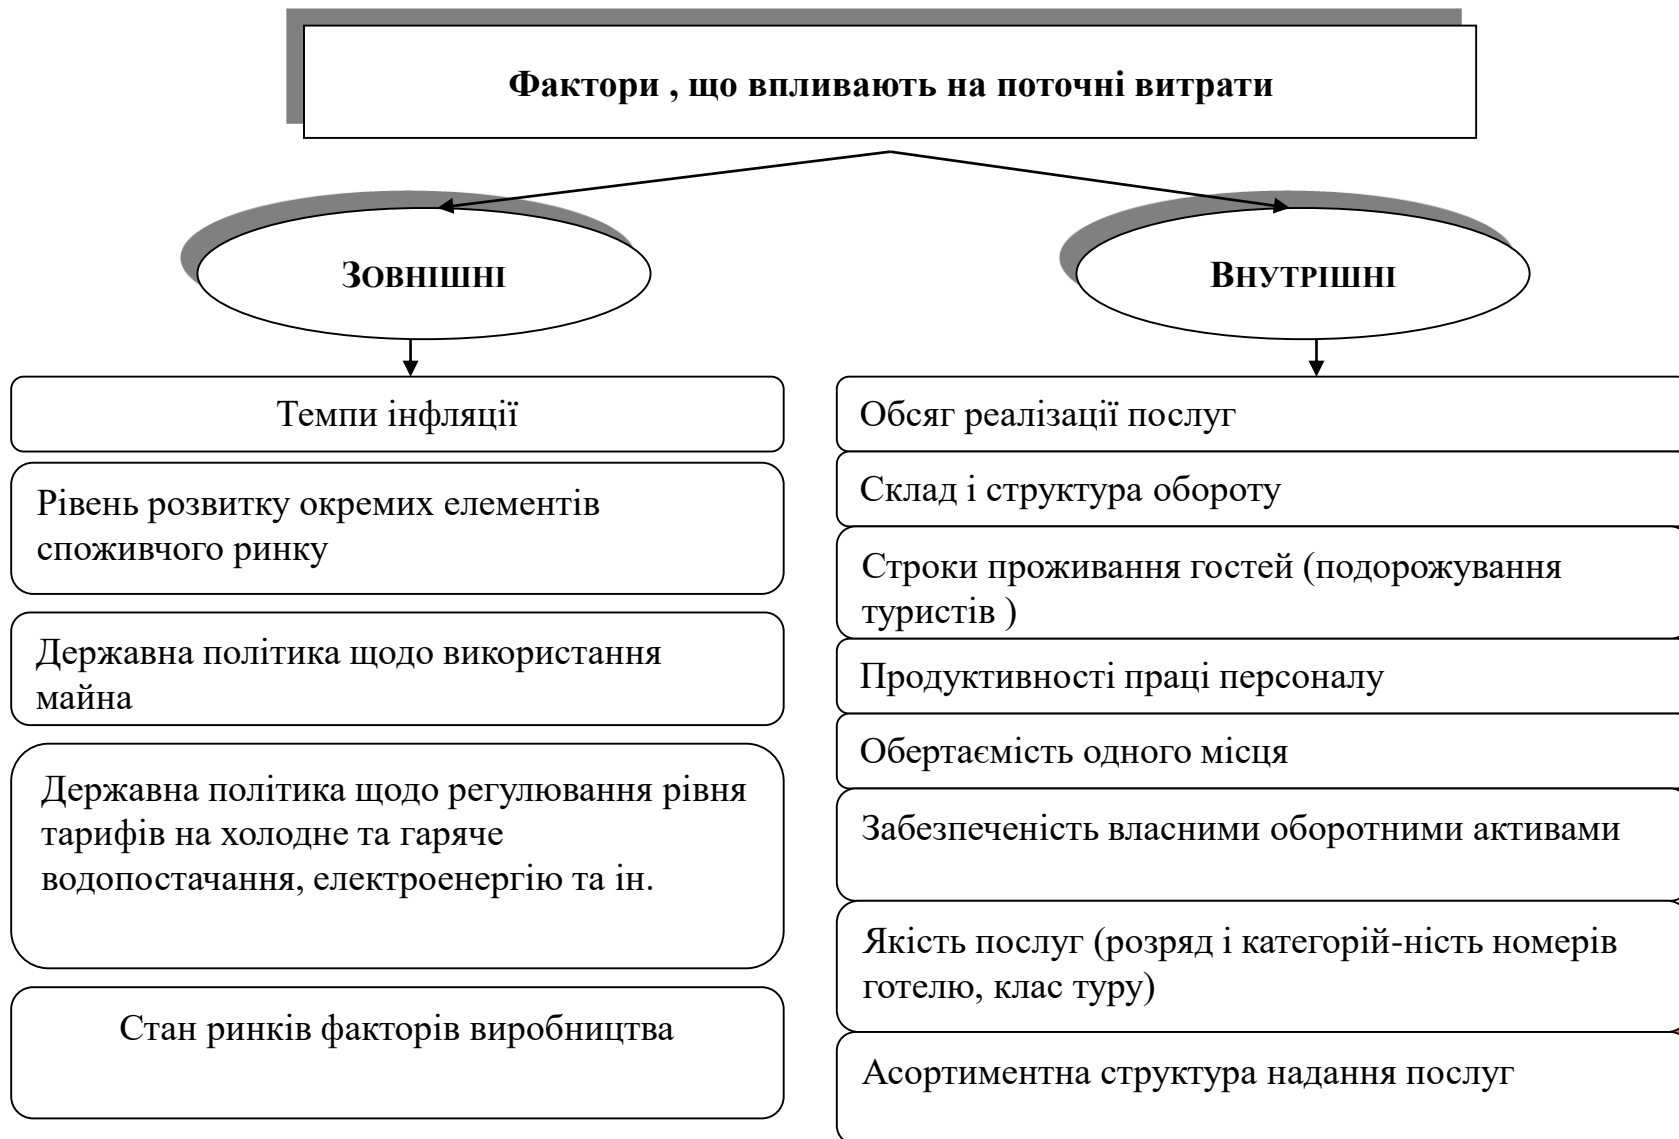 Фактори , що впливають на поточні витрати
Зовнішні
Темпи інфляції
Рівень розвитку окремих елементів
споживчого ринку
Державна політика щодо використання
майна
Державна політика щодо регулювання рівня
тарифів на холодне та гаряче
водопостачання, електроенергію та ін.
Стан ринків факторів виробництва
Внутрішні
Обсяг реалізації послуг
Склад і структура обороту
Строки проживання гостей (подорожування
туристів )
Продуктивності праці персоналу
Обертаємість одного місця
Забезпеченість власними оборотними активами
Якість послуг (розряд і категорій-ність номерів
готелю, клас туру)
Асортиментна структура надання послуг